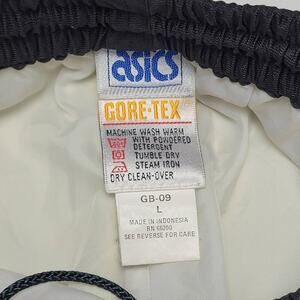 asics
GORE-TEX
MACHINE WASH WARM
WITH POWDERED
DETERGENT
TUMBLE DRY
STEAM IRON
DRY CLEAN-OVER
GB-09
L
MADE IN INDONESIA
RN 66200
SEE REVERSE FOR CARE